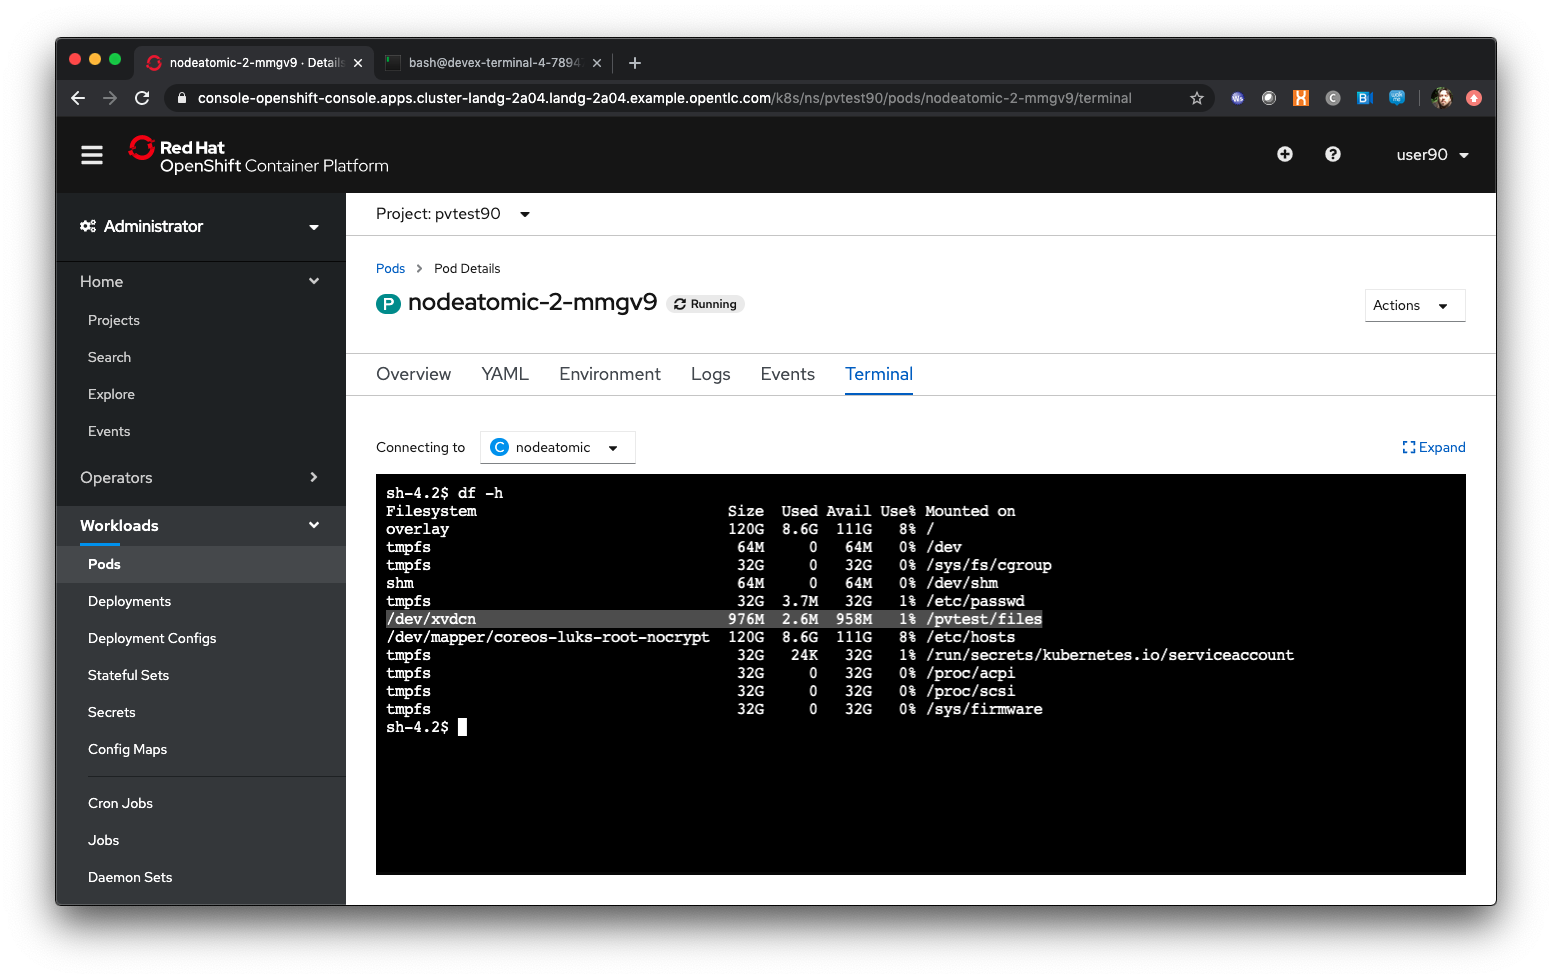 nodeatomic-2-mmgv9 · Details
bash@devex-terminal-4-7894
console-openshift-console.apps.cluster-landg-2a04.landg-2a04.example.opentlc.com/k8s/ns/pvtest90/pods/nodeatomic-2-mmgv9/terminal
Red Hat
OpenShift Container Platform
user90
Administrator
Home
Projects
Search
Explore
Events
Operators
Workloads
Pods
Deployments
Deployment Configs
Stateful Sets
Secrets
Config Maps
Cron Jobs
Jobs
Daemon Sets
Project: pvtest90
Pods > Pod Details
P nodeatomic-2-mmgv9 Running
Actions
Overview YAML Environment Logs Events Terminal
Connecting to C nodeatomic
Expand
sh-4.2$ df -h
Filesystem Size Used Avail Use% Mounted on
overlay 120G 8.6G 111G 8% /
tmpfs 64M 0 64M 0% /dev
tmpfs 32G 0 32G 0% /sys/fs/cgroup
shm 64M 0 64M 0% /dev/shm
tmpfs 32G 3.7M 32G 1% /etc/passwd
/dev/xvdcn 976M 2.6M 958M 1% /pvtest/files
/dev/mapper/coreos-luks-root-nocrypt 120G 8.6G 111G 8% /etc/hosts
tmpfs 32G 24K 32G 1% /run/secrets/kubernetes.io/serviceaccount
tmpfs 32G 0 32G 0% /proc/acpi
tmpfs 32G 0 32G 0% /proc/scsi
tmpfs 32G 0 32G 0% /sys/firmware
sh-4.2$